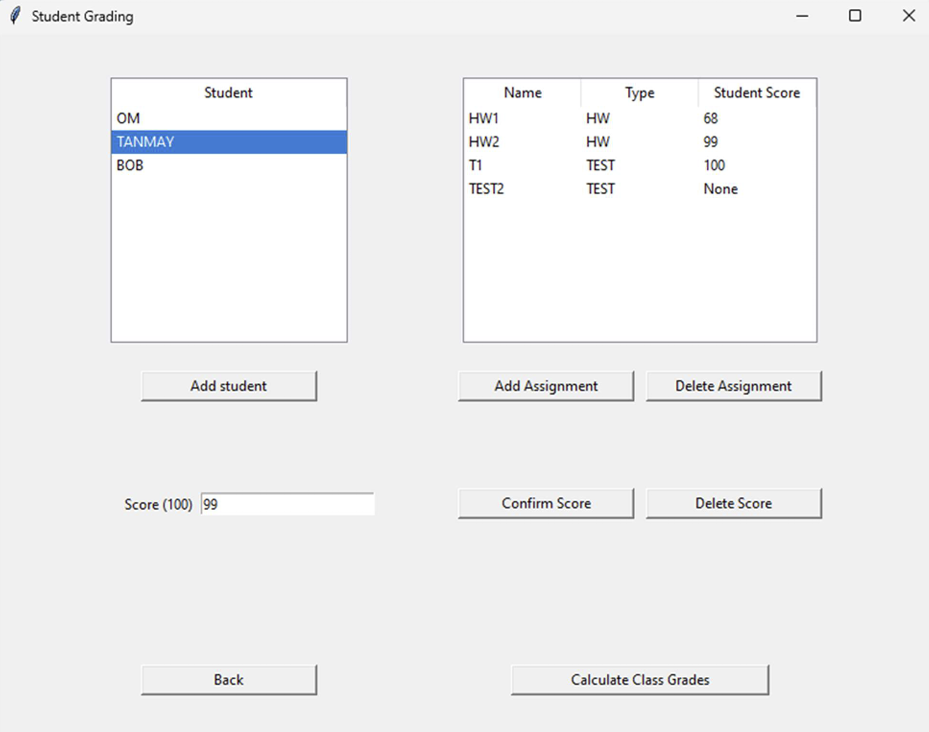 Student Grading
Student
OM
TANMAY
BOB
Name Type Student Score
HW1 HW 68
HW2 HW 99
T1 TEST 100
TEST2 TEST None
Add student
Add Assignment Delete Assignment
Score (100) 99
Confirm Score Delete Score
Back
Calculate Class Grades